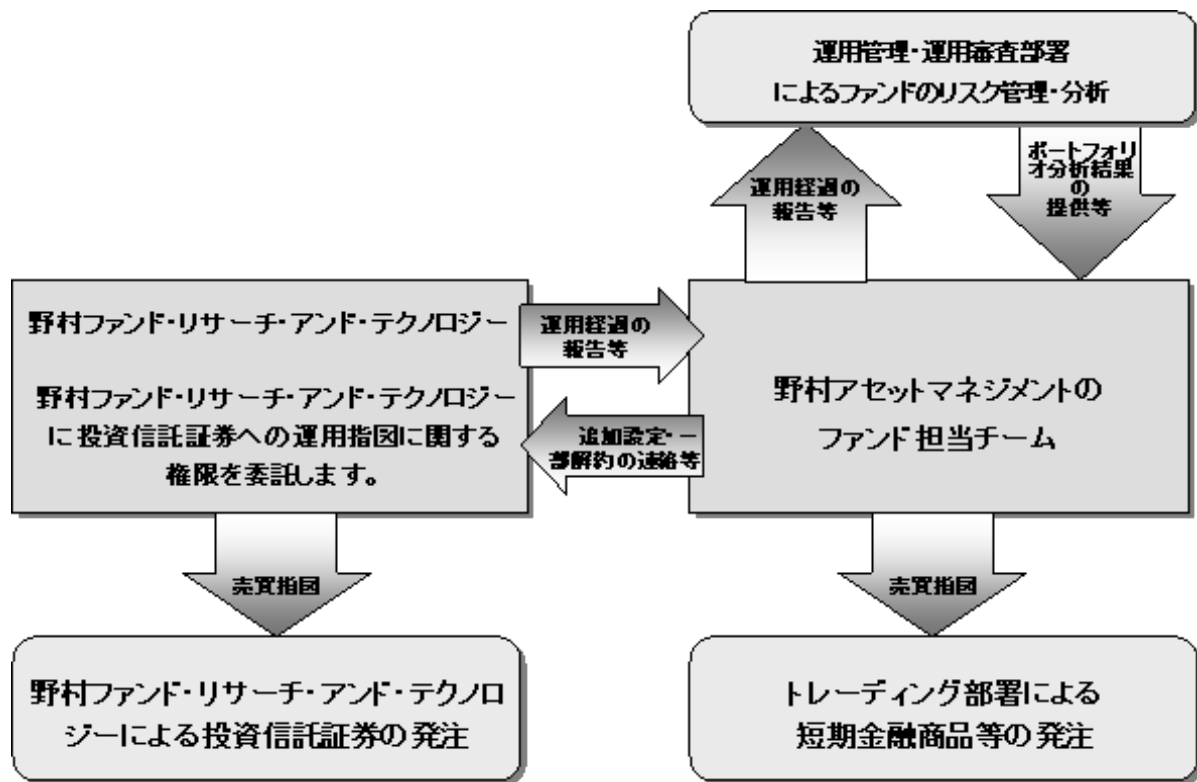 運用管理・運用審査部署
によるファンドのリスク管理・分析
運用経過の
報告等
ポートフォリ
オ分析結果
の
提供等
野村ファンド・リサーチ・アンド・テクノロジー
野村ファンド・リサーチ・アンド・テクノロジー
に投資信託証券への運用指図に関する
権限を委託します。
運用経過の
報告等
追加設定・一
部解約の連絡等
野村アセットマネジメントの
ファンド担当チーム
売買指図
売買指図
野村ファンド・リサーチ・アンド・テクノロ
ジーによる投資信託証券の発注
トレーディング部署による
短期金融商品等の発注